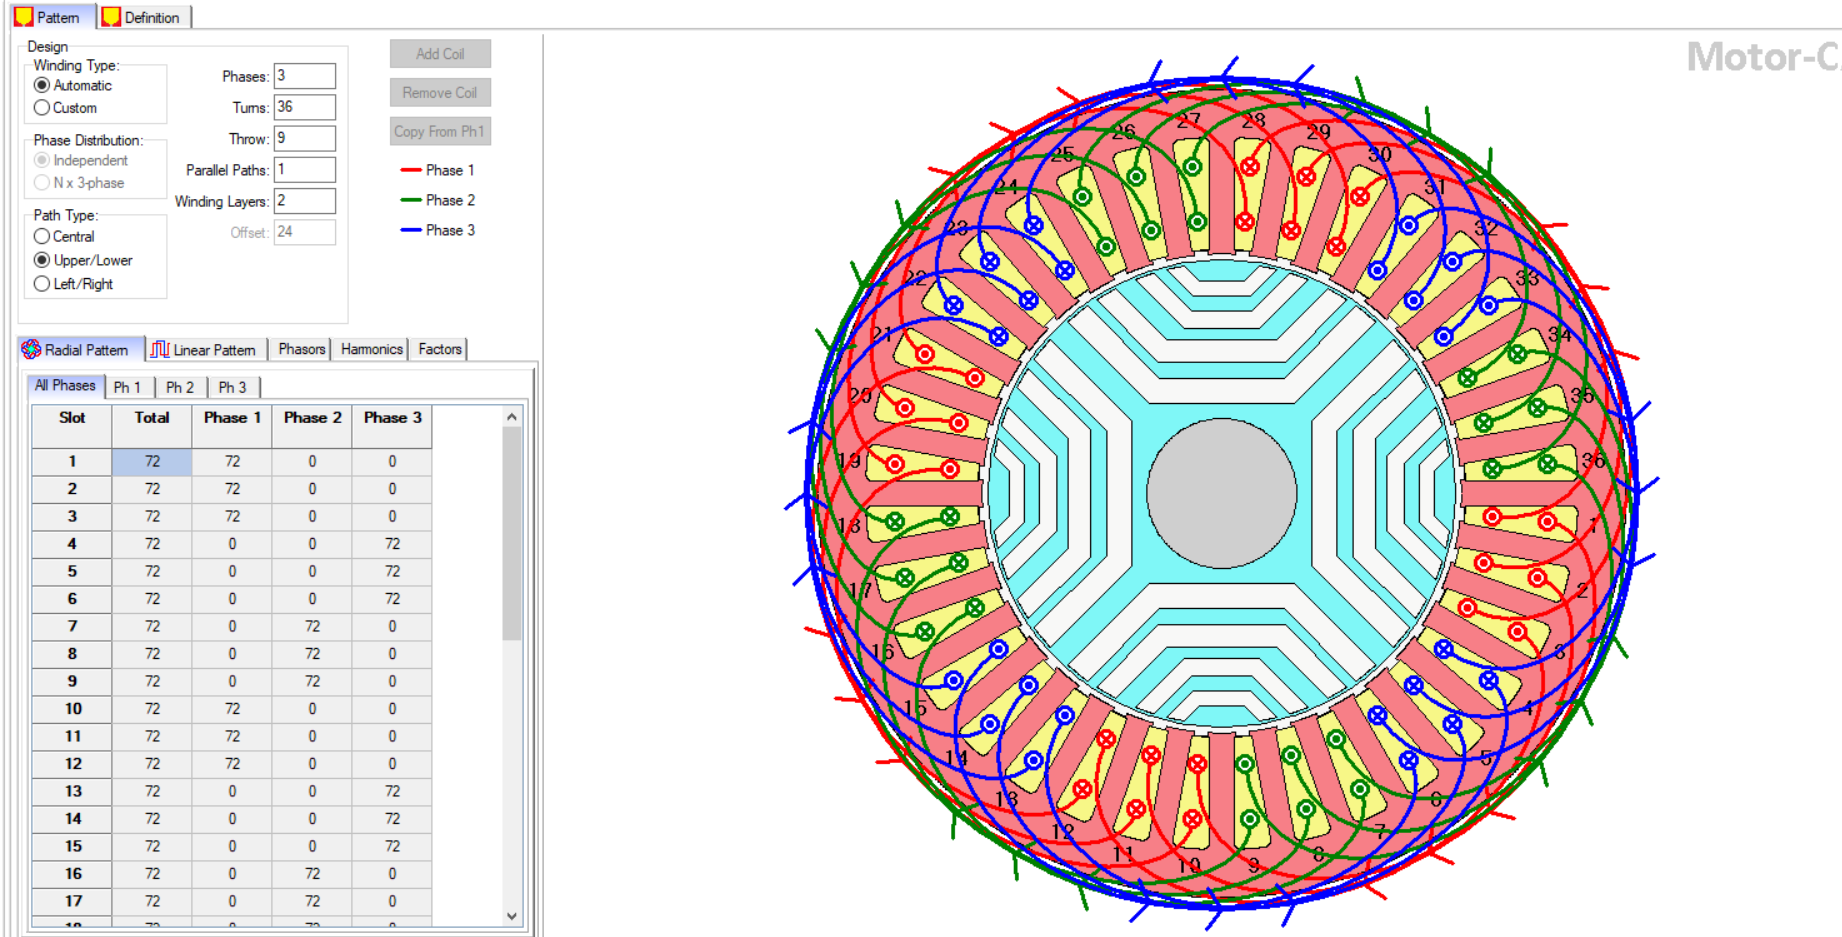 Pattern Definition
Design
Winding Type:
Automatic
Custom
Phase Distribution:
Independent
N x 3-phase
Path Type:
Central
Upper/Lower
Left/Right
Phases: 3
Turns: 36
Throw: 9
Parallel Paths: 1
Winding Layers: 2
Offset: 24
Add Coil
Remove Coil
Copy From Ph1
Phase 1
Phase 2
Phase 3
Radial Pattern Linear Pattern Phasors Harmonics Factors
All Phases Ph 1 Ph 2 Ph 3
Slot Total Phase 1 Phase 2 Phase 3
1 72 72 0 0
2 72 72 0 0
3 72 72 0 0
4 72 0 0 72
5 72 0 0 72
6 72 0 0 72
7 72 0 72 0
8 72 0 72 0
9 72 0 72 0
10 72 72 0 0
11 72 72 0 0
12 72 72 0 0
13 72 0 0 72
14 72 0 0 72
15 72 0 0 72
16 72 0 72 0
17 72 0 72 0
Motor-C
1
2
3
4
5
6
7
8
9
10
11
12
13
14
15
16
17
18
19
20
21
22
23
24
25
26
27
28
29
30
31
32
33
34
35
36